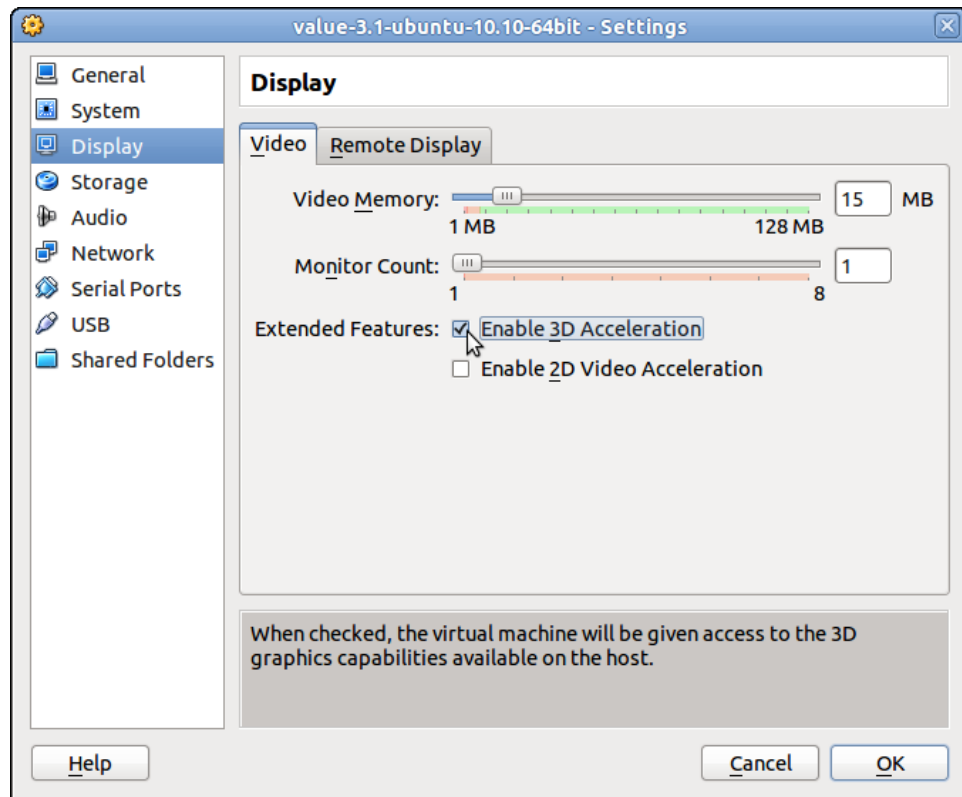 value-3.1-ubuntu-10.10-64bit - Settings
General
System
Display
Storage
Audio
Network
Serial Ports
USB
Shared Folders
Display
Video Remote Display
Video Memory: 15 MB
1 MB 128 MB
Monitor Count: 1
1 8
Extended Features: Enable 3D Acceleration
Enable 2D Video Acceleration
When checked, the virtual machine will be given access to the 3D
graphics capabilities available on the host.
Help Cancel OK